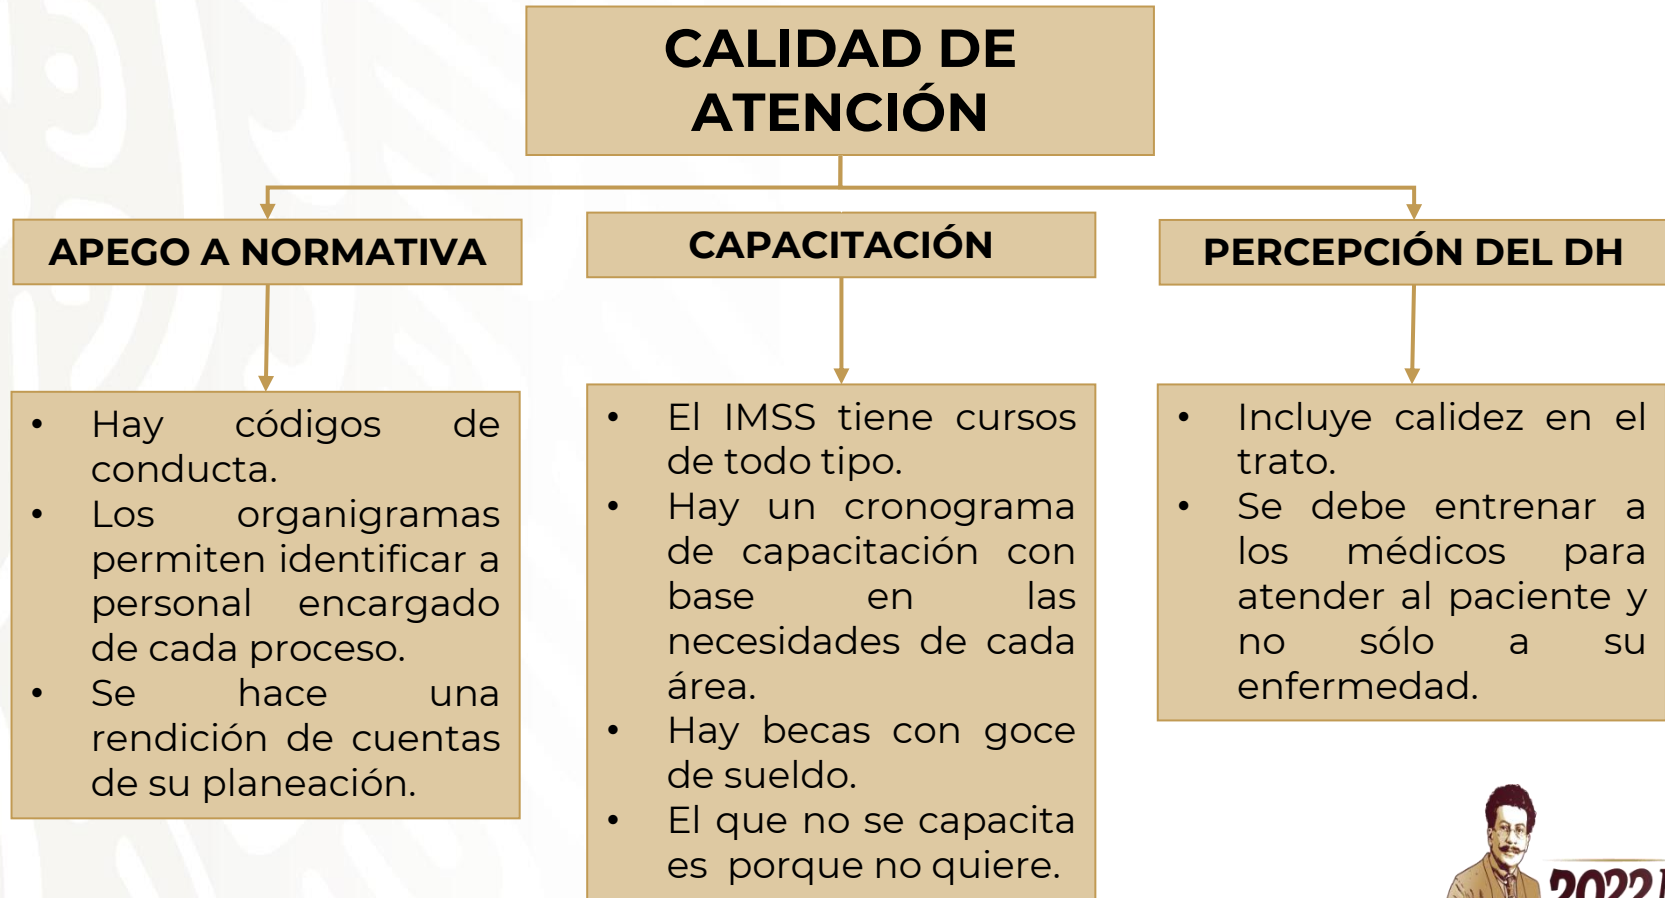 CALIDAD DE
ATENCIÓN
APEGO A NORMATIVA
• Hay códigos de
conducta.
• Los organigramas
permiten identificar a
personal encargado
de cada proceso.
• Se hace una
rendición de cuentas
de su planeación.
CAPACITACIÓN
• El IMSS tiene cursos
de todo tipo.
• Hay un cronograma
de capacitación con
base en las
necesidades de cada
área.
• Hay becas con goce
de sueldo.
• El que no se capacita
es porque no quiere.
PERCEPCIÓN DEL DH
• Incluye calidez en el
trato.
• Se debe entrenar a
los médicos para
atender al paciente y
no sólo a su
enfermedad.
2022